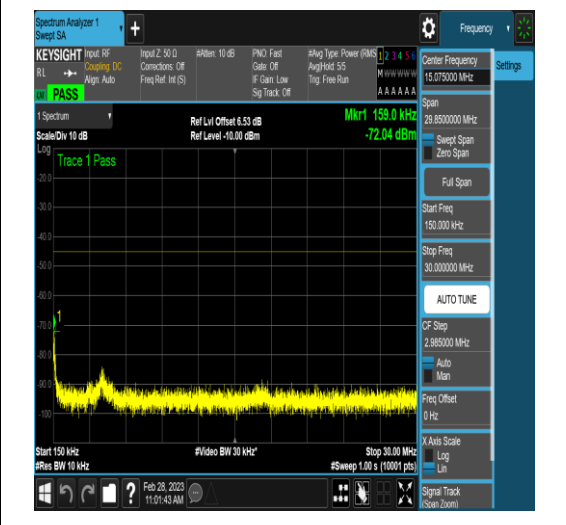 Spectrum Analyzer 1
Swept SA
+
Frequency
KEYSIGHT
RL
Input: RF
Coupling: DC
Align: Auto
Input Z: 50 Ω
Corrections: Off
Freq Ref: Int (S)
#Atten: 10 dB
PNO: Fast
Gate: Off
IF Gain: Low
Sig Track: Off
#Avg Type: Power (RMS
Avg|Hold: 5/5
Trig: Free Run
1 2 3 4 5 6
M w w w w w
A A A A A A
PASS
1 Spectrum
Scale/Div 10 dB
Ref Lvl Offset 6.53 dB
Ref Level -10.00 dBm
Mkr1 159.0 kHz
-72.04 dBm
Log
Trace 1 Pass
-20.0
-30.0
-40.0
-50.0
-60.0
-70.0
-80.0
-90.0
-100
1
Start 150 kHz
#Res BW 10 kHz
#Video BW 30 kHz*
Stop 30.00 MHz
#Sweep 1.00 s (10001 pts)
?
Feb 28, 2023
11:01:43 AM
Center Frequency
15.075000 MHz
Settings
Span
29.8500000 MHz
Swept Span
Zero Span
Full Span
Start Freq
150.000 kHz
Stop Freq
30.000000 MHz
AUTO TUNE
CF Step
2.985000 MHz
Auto
Man
Freq Offset
0 Hz
X Axis Scale
Log
Lin
Signal Track
(Span Zoom)